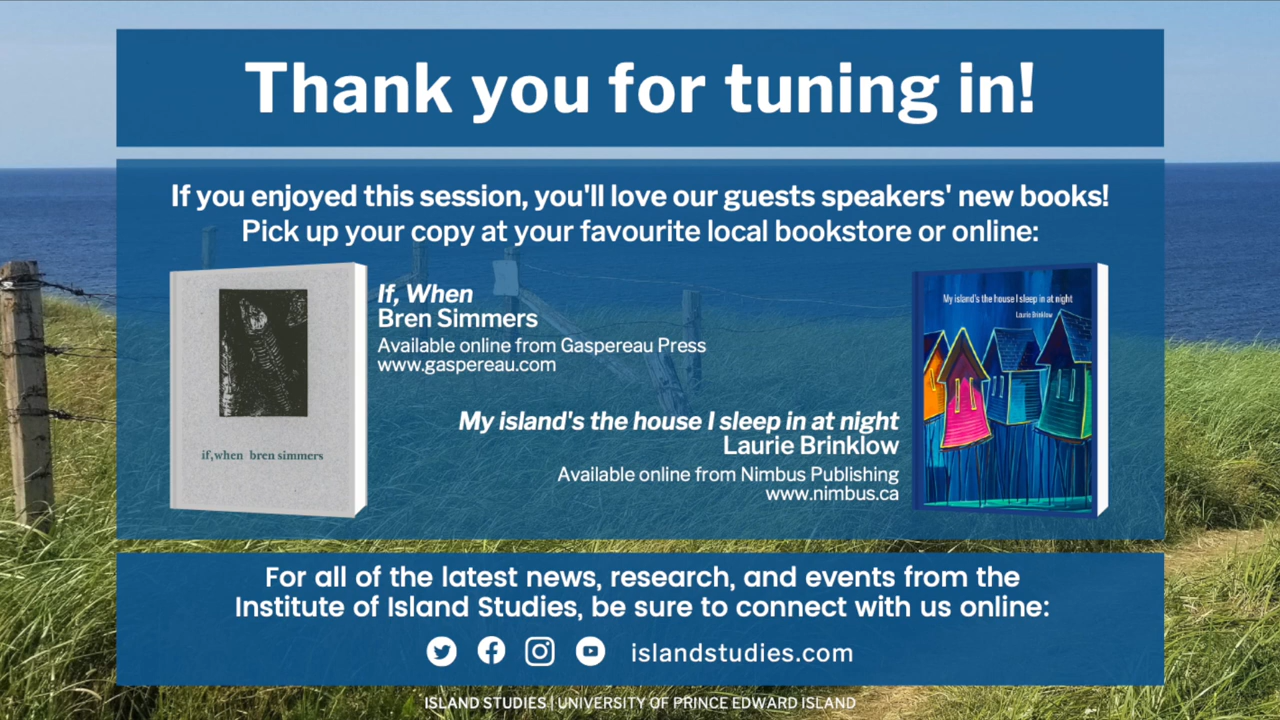 Thank you for tuning in!
If you enjoyed this session, you'll love our guests speakers' new books!
Pick up your copy at your favourite local bookstore or online:
if,when bren simmers
If, When
Bren Simmers
Available online from Gaspereau Press
www.gaspereau.com
My island's the house I sleep in at night
Laurie Brinklow
Available online from Nimbus Publishing
www.nimbus.ca
My island's the house I sleep in at night
Laurie Brinklow
For all of the latest news, research, and events from the
Institute of Island Studies, be sure to connect with us online:
islandstudies.com
ISLAND STUDIES | UNIVERSITY OF PRINCE EDWARD ISLAND